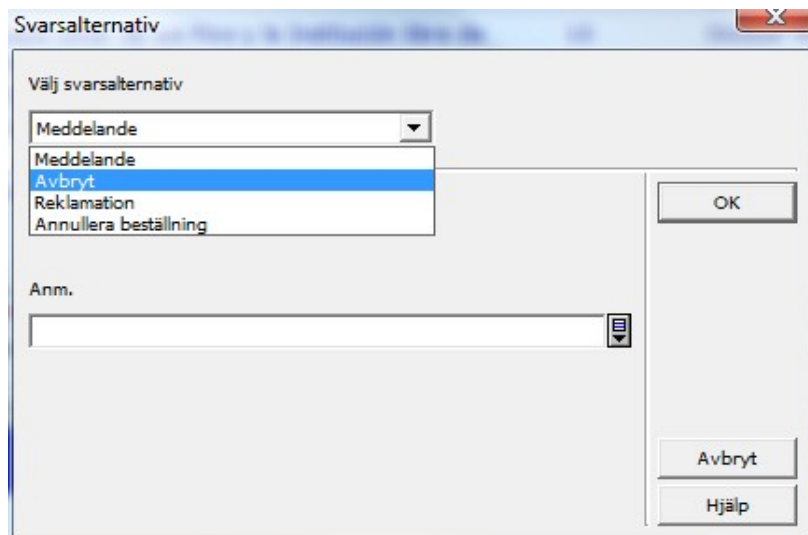 Svarsalternativ
Välj svarsalternativ
Meddelande
Meddelande
Avbryt
Reklamation
Annullera beställning
OK
Anm.
Avbryt
Hjälp